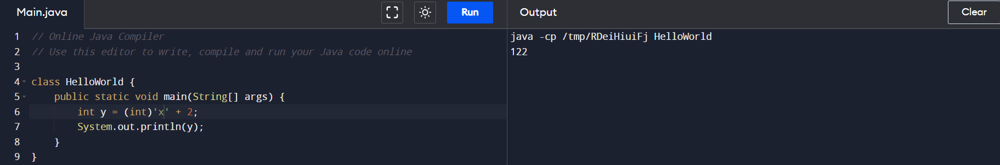 Main.java Run Output Clear
1 // Online Java Compiler
2 // Use this editor to write, compile and run your Java code online
3
4 class HelloWorld {
5     public static void main(String[] args) {
6         int y = (int)'x' + 2;
7         System.out.println(y);
8     }
9 }
java -cp /tmp/RDeiHiuiFj HelloWorld
122